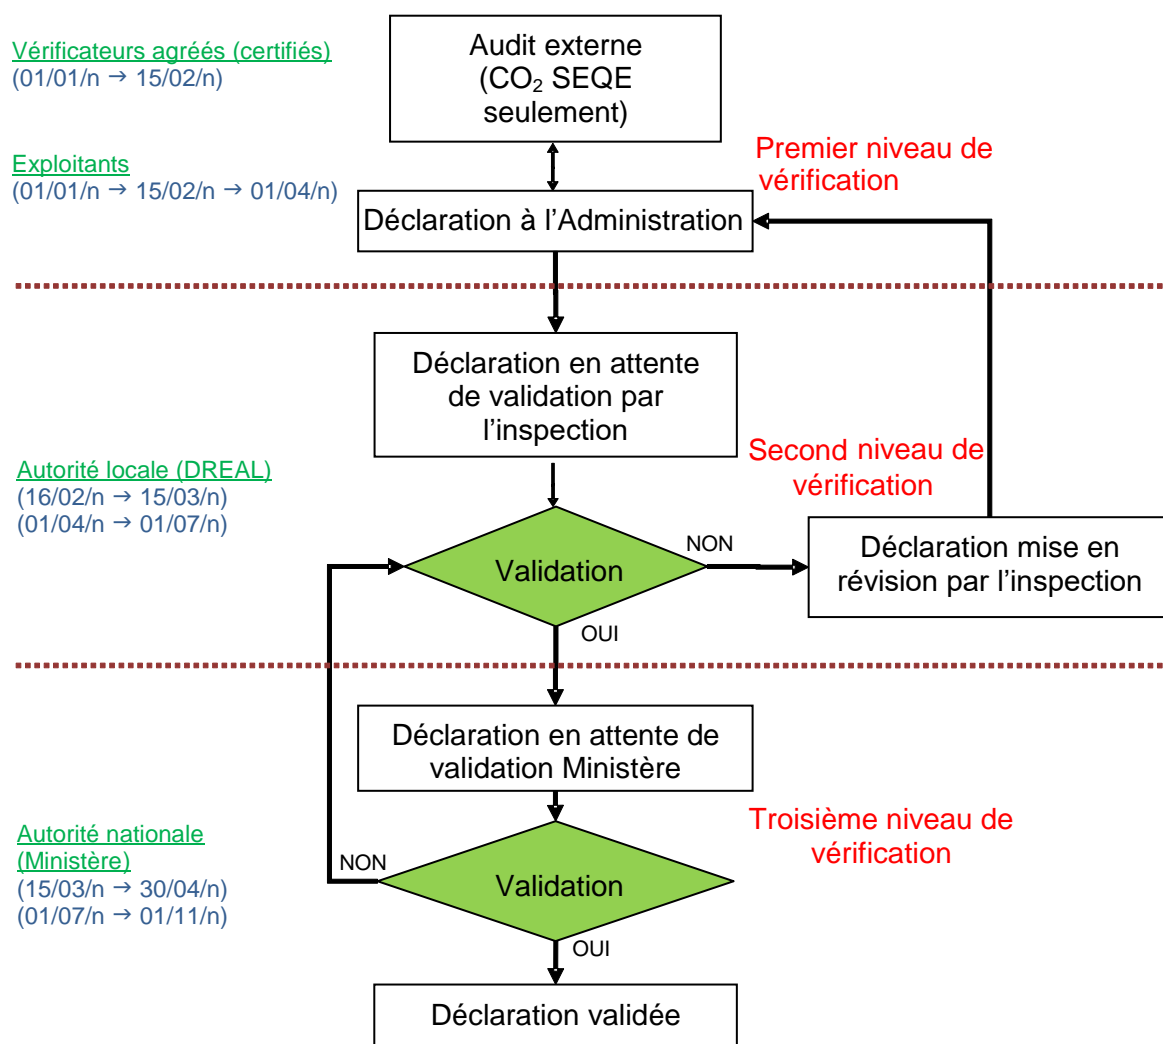 Vérificateurs agréés (certifiés)
(01/01/n → 15/02/n)
Audit externe
(CO₂ SEQE
seulement)
Exploitants
(01/01/n → 15/02/n → 01/04/n)
Premier niveau de
vérification
Déclaration à l'Administration
Déclaration en attente
de validation par
l'inspection
Autorité locale (DREAL)
(16/02/n → 15/03/n)
(01/04/n → 01/07/n)
Second niveau de
vérification
Validation
NON
Déclaration mise en
révision par l'inspection
OUI
Déclaration en attente de
validation Ministère
Autorité nationale
(Ministère)
(15/03/n → 30/04/n)
(01/07/n → 01/11/n)
Troisième niveau de
vérification
NON
Validation
OUI
Déclaration validée